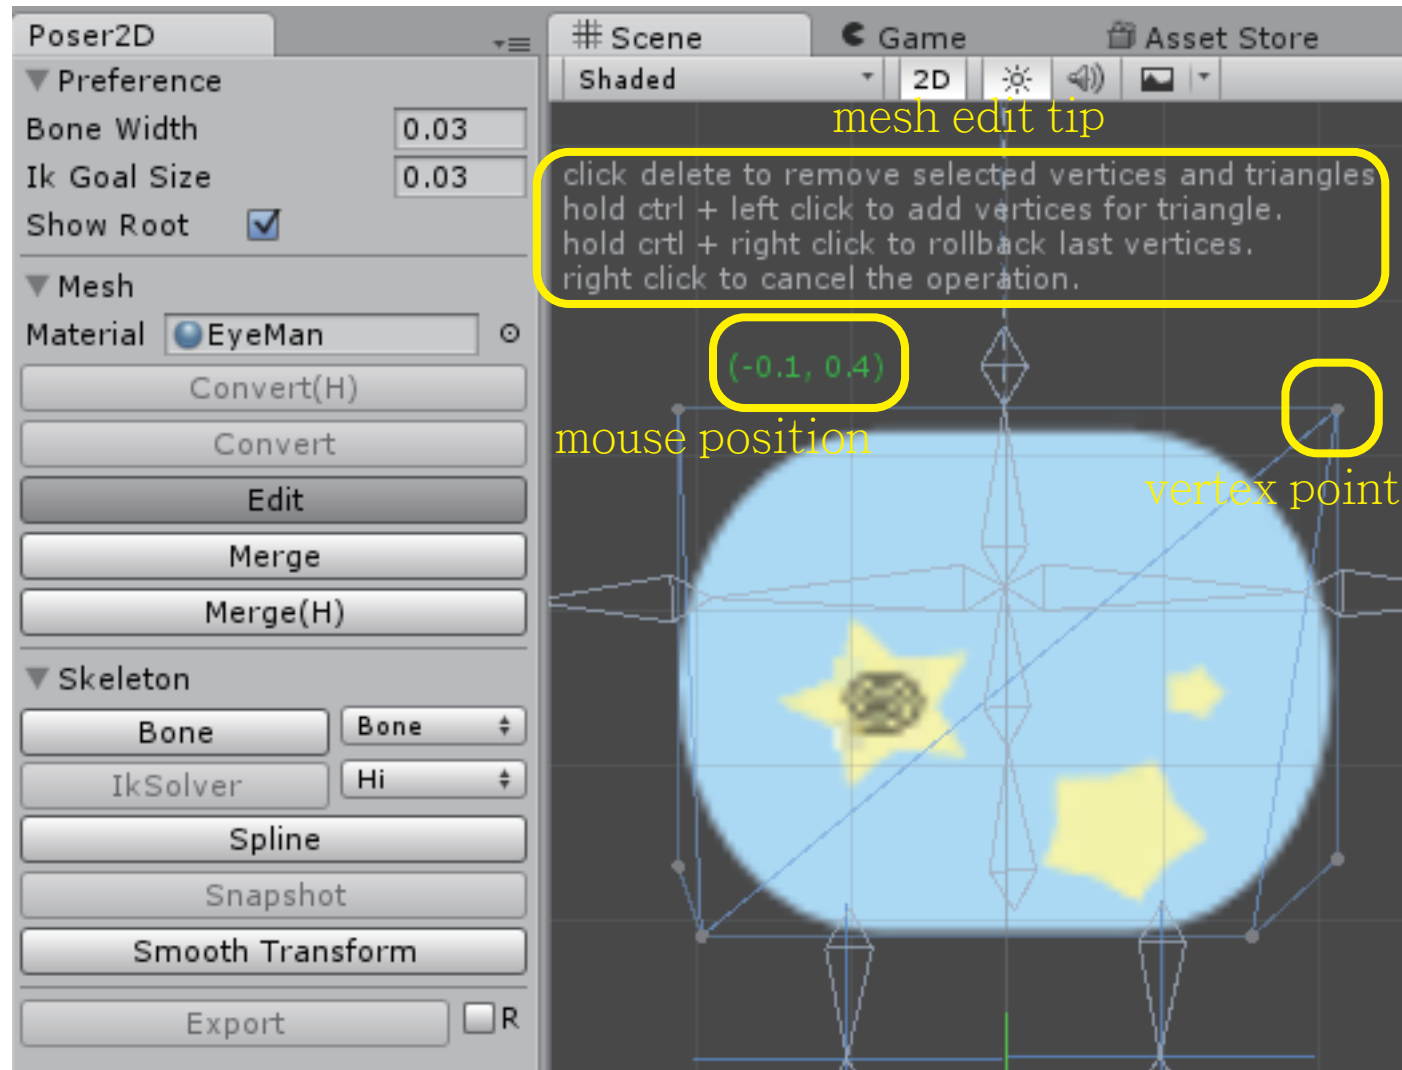 Poser2D
Preference
Bone Width 0.03
Ik Goal Size 0.03
Show Root
Mesh
Material EyeMan
Convert(H)
Convert
Edit
Merge
Merge(H)
Skeleton
Bone Bone
IkSolver Hi
Spline
Snapshot
Smooth Transform
Export R
Scene Game Asset Store
Shaded 2D
mesh edit tip
click delete to remove selected vertices and triangles
hold ctrl + left click to add vertices for triangle.
hold crtl + right click to rollback last vertices.
right click to cancel the operation.
(-0.1, 0.4)
mouse position
vertex point